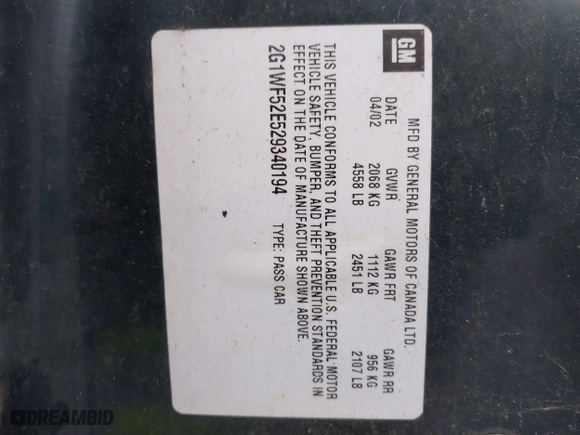 GM
MFD BY GENERAL MOTORS OF CANADA LTD.
DATE GVWR GAWR FRT GAWR RR
04/02 2068 KG 1112 KG 956 KG
4558 LB 2451 LB 2107 LB
THIS VEHICLE CONFORMS TO ALL APPLICABLE U.S. FEDERAL MOTOR
VEHICLE SAFETY, BUMPER, AND THEFT PREVENTION STANDARDS IN
EFFECT ON THE DATE OF MANUFACTURE SHOWN ABOVE.
2G1WF52E529340194 TYPE: PASS CAR
DREAMBID